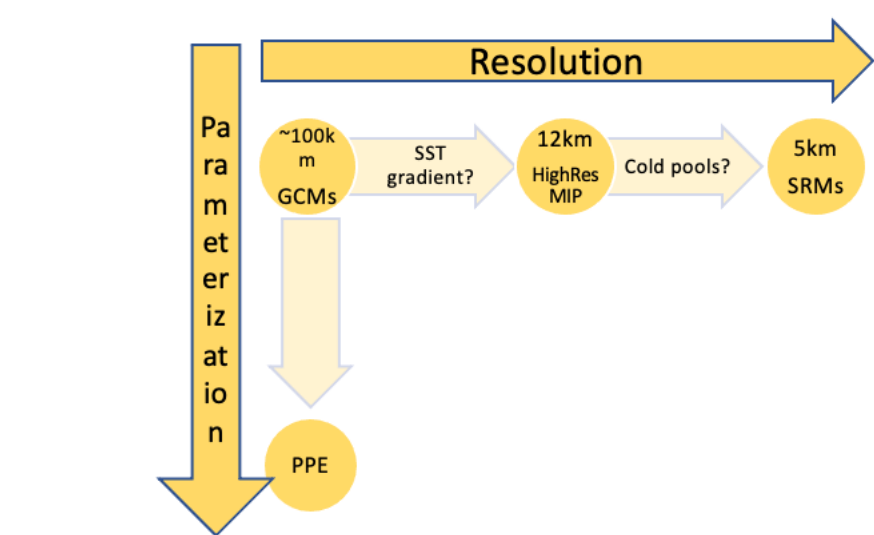 Resolution
Pa
ra
m
et
er
iz
at
io
n
~100k
m
GCMs
SST
gradient?
12km
HighRes
MIP
Cold pools?
5km
SRMs
PPE